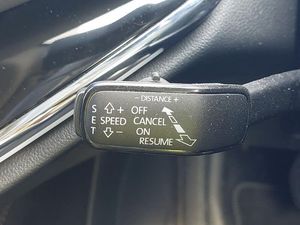 − DISTANCE +
S + OFF
E SPEED CANCEL
T − ON
RESUME